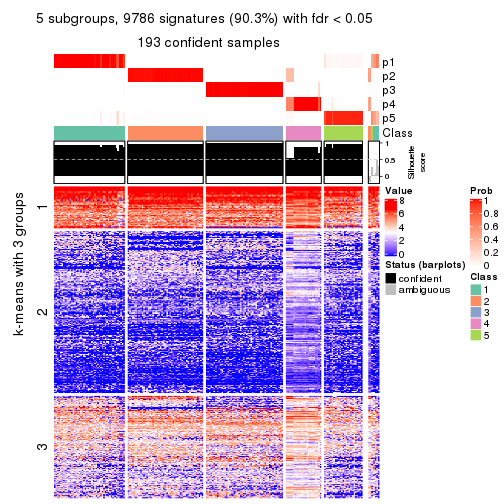 5 subgroups, 9786 signatures (90.3%) with fdr < 0.05
193 confident samples
p1
p2
p3
p4
p5
Class
1
0.5
0
Silhouette
score
k-means with 3 groups
1
2
3
Value
8
6
4
2
0
Status (barplots)
confident
ambiguous
Prob
1
0.8
0.6
0.4
0.2
0
Class
1
2
3
4
5